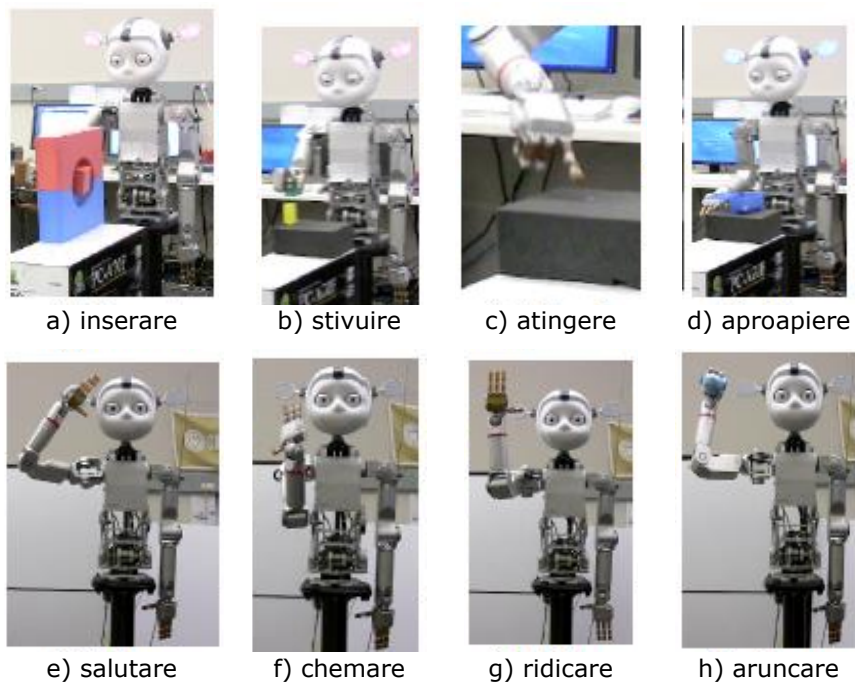 a) inserare
b) stivuire
c) atingere
d) aproapiere
e) salutare
f) chemare
g) ridicare
h) aruncare